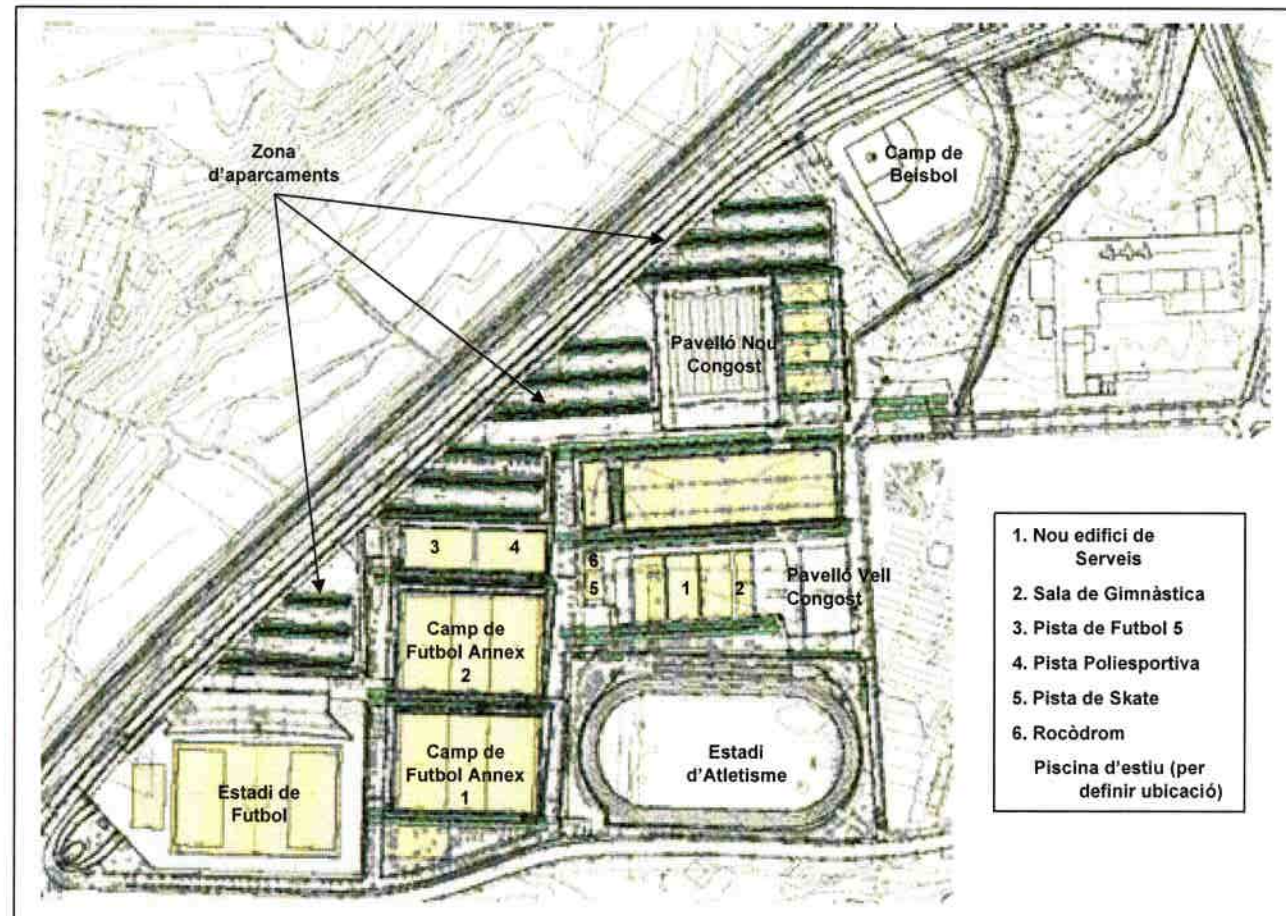 Zona
d'aparcaments
Camp de
Beisbol
Pavelló Nou
Congost
3
4
6
5
1
2
Pavelló Vell
Congost
Camp de
Futbol Annex
2
Camp de
Futbol Annex
1
Estadi de
Futbol
Estadi
d'Atletisme
1. Nou edifici de
Serveis
2. Sala de Gimnàstica
3. Pista de Futbol 5
4. Pista Poliesportiva
5. Pista de Skate
6. Rocòdrom
Piscina d'estiu (per
definir ubicació)